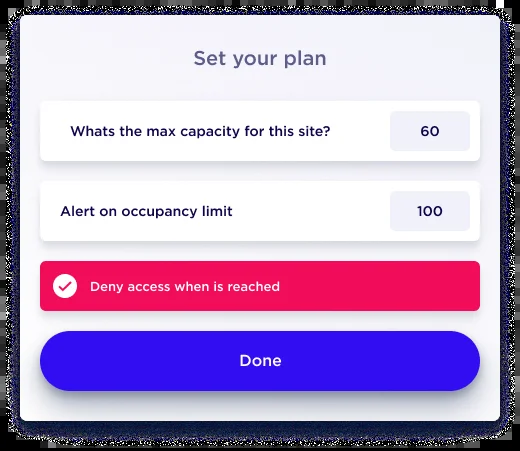 Set your plan
Whats the max capacity for this site? 60
Alert on occupancy limit 100
Deny access when is reached
Done